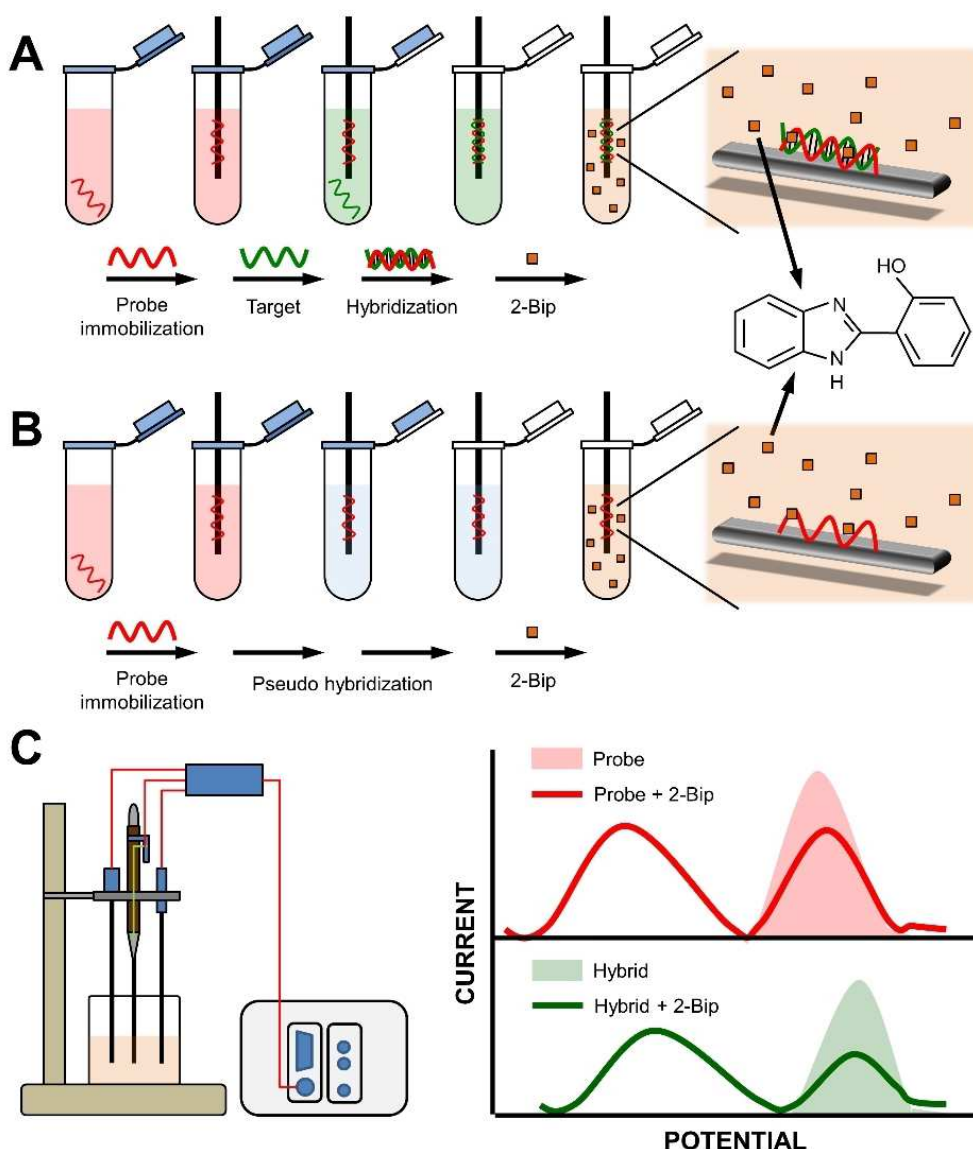 A
Probe
immobilization
Target
Hybridization
2-Bip
HO
N
N
H
B
Probe
immobilization
Pseudo hybridization
2-Bip
C
Probe
Probe + 2-Bip
Hybrid
Hybrid + 2-Bip
CURRENT
POTENTIAL